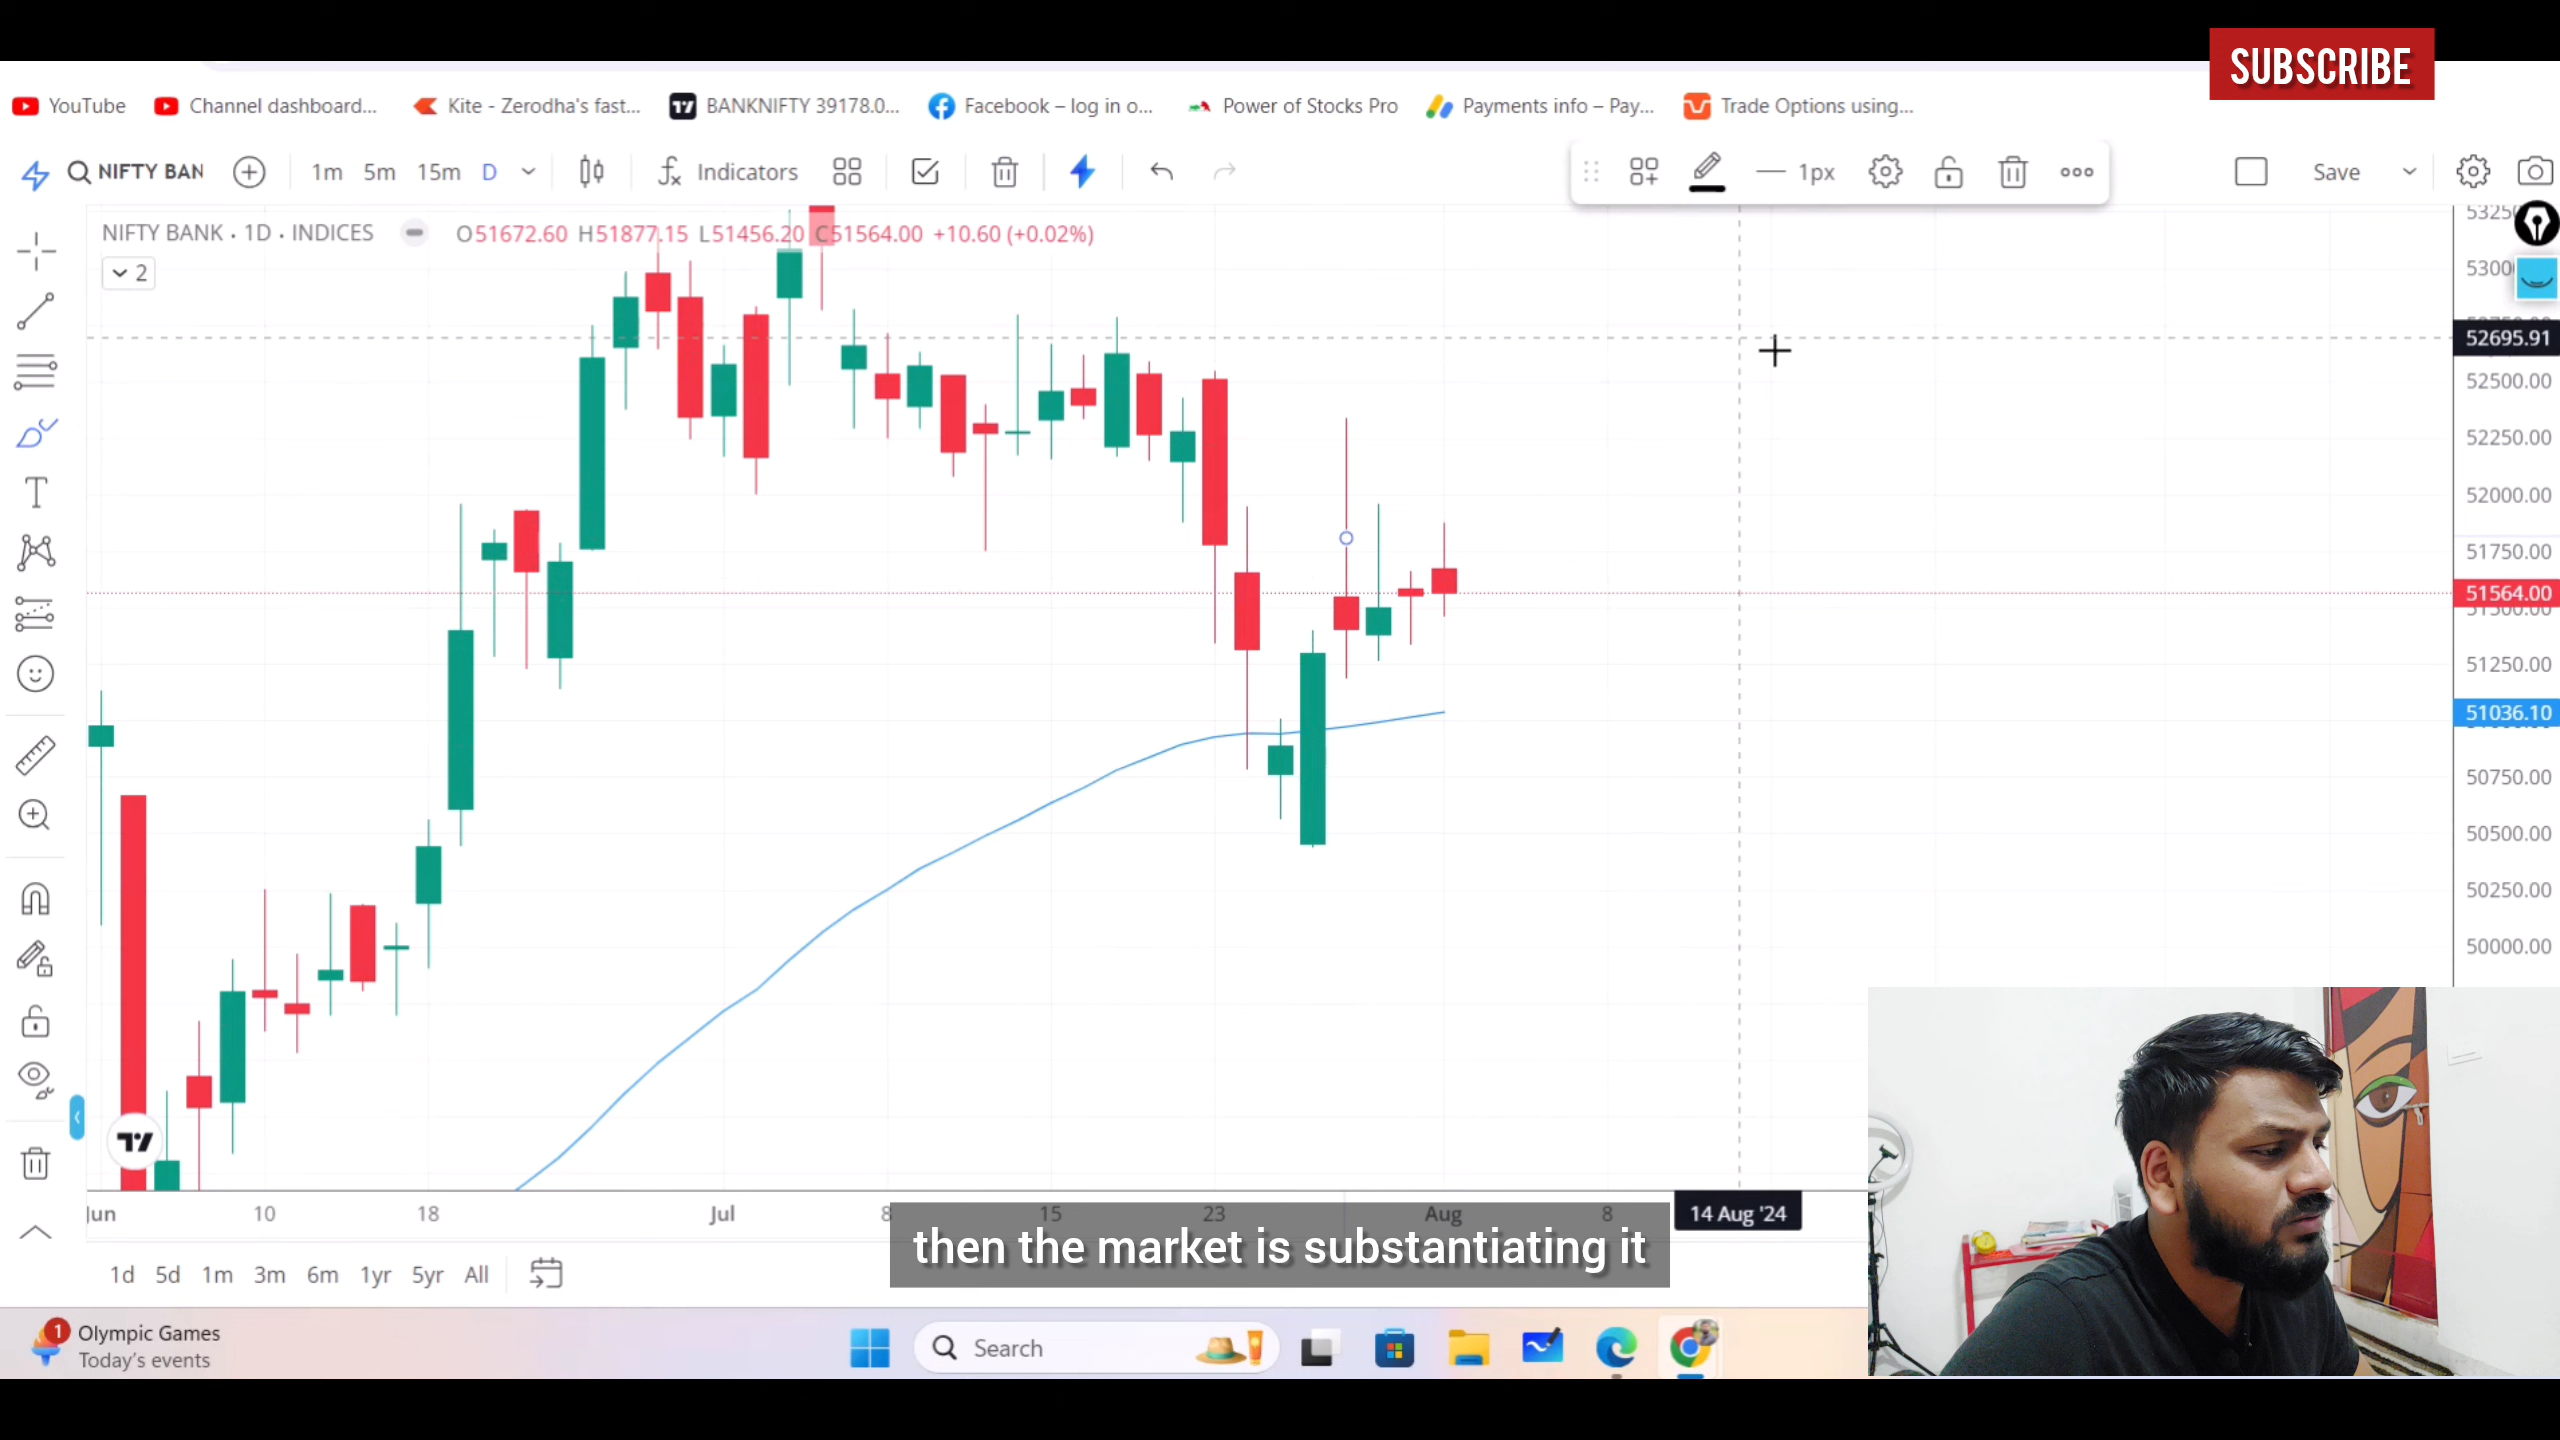 SUBSCRIBE
YouTube
Channel dashboard...
Kite - Zerodha's fast...
BANKNIFTY 39178.0...
Facebook – log in o...
Power of Stocks Pro
Payments info – Pay...
Trade Options using...
NIFTY BAN
1m 5m 15m D
Indicators
1px
Save
NIFTY BANK · 1D · INDICES
O51672.60 H51877.15 L51456.20 C51564.00 +10.60 (+0.02%)
2
53000
52695.91
52500.00
52250.00
52000.00
51750.00
51564.00
51250.00
51036.10
50750.00
50500.00
50250.00
50000.00
Jun 10 18 Jul 8 15 23 Aug 8 14 Aug '24
then the market is substantiating it
1d 5d 1m 3m 6m 1yr 5yr All
1
Olympic Games
Today's events
Search